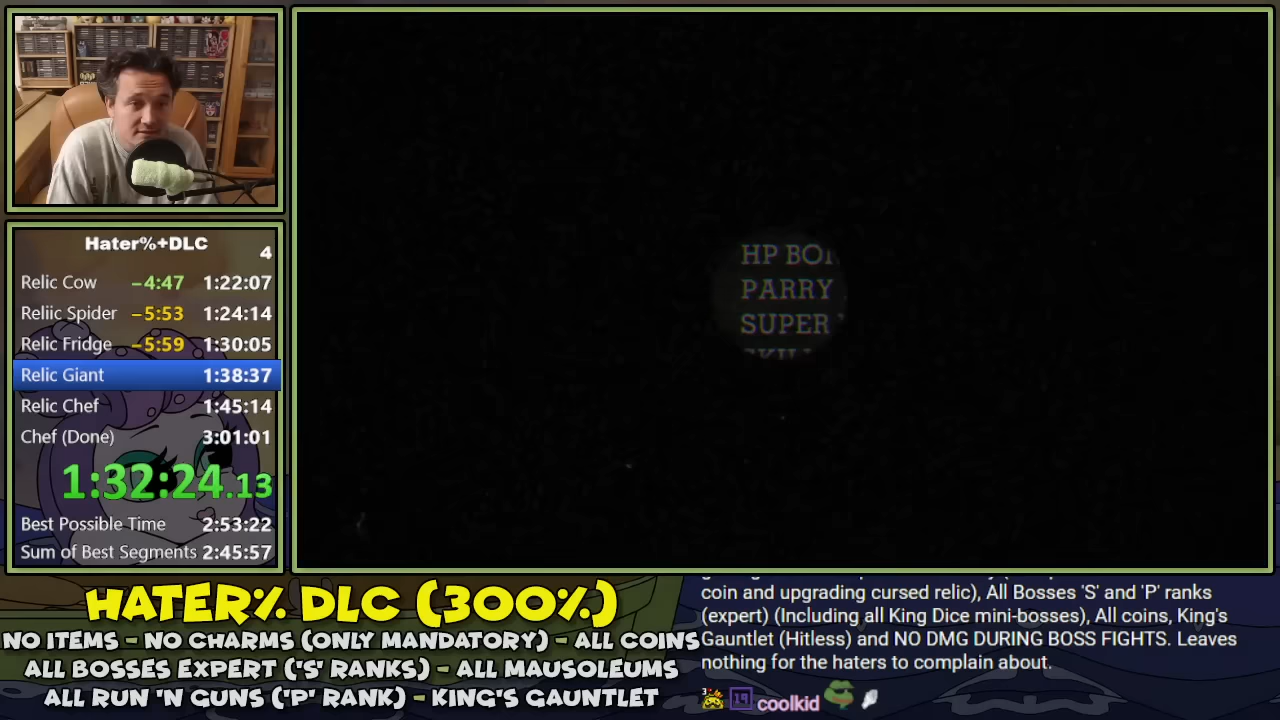 Hater%+DLC
4
Relic Cow -4:47 1:22:07
Reliic Spider -5:53 1:24:14
Relic Fridge -5:59 1:30:05
Relic Giant 1:38:37
Relic Chef 1:45:14
Chef (Done) 3:01:01
1:32:24.13
Best Possible Time 2:53:22
Sum of Best Segments 2:45:57
HP
PARRY
SUPER
HATER% DLC (300%)
NO ITEMS - NO CHARMS (ONLY MANDATORY) - ALL COINS
ALL BOSSES EXPERT ('S' RANKS) - ALL MAUSOLEUMS
ALL RUN 'N GUNS ('P' RANK) - KING'S GAUNTLET
coin and upgrading cursed relic), All Bosses 'S' and 'P' ranks
(expert) (Including all King Dice mini-bosses), All coins, King's
Gauntlet (Hitless) and NO DMG DURING BOSS FIGHTS. Leaves
nothing for the haters to complain about.
19 coolkid